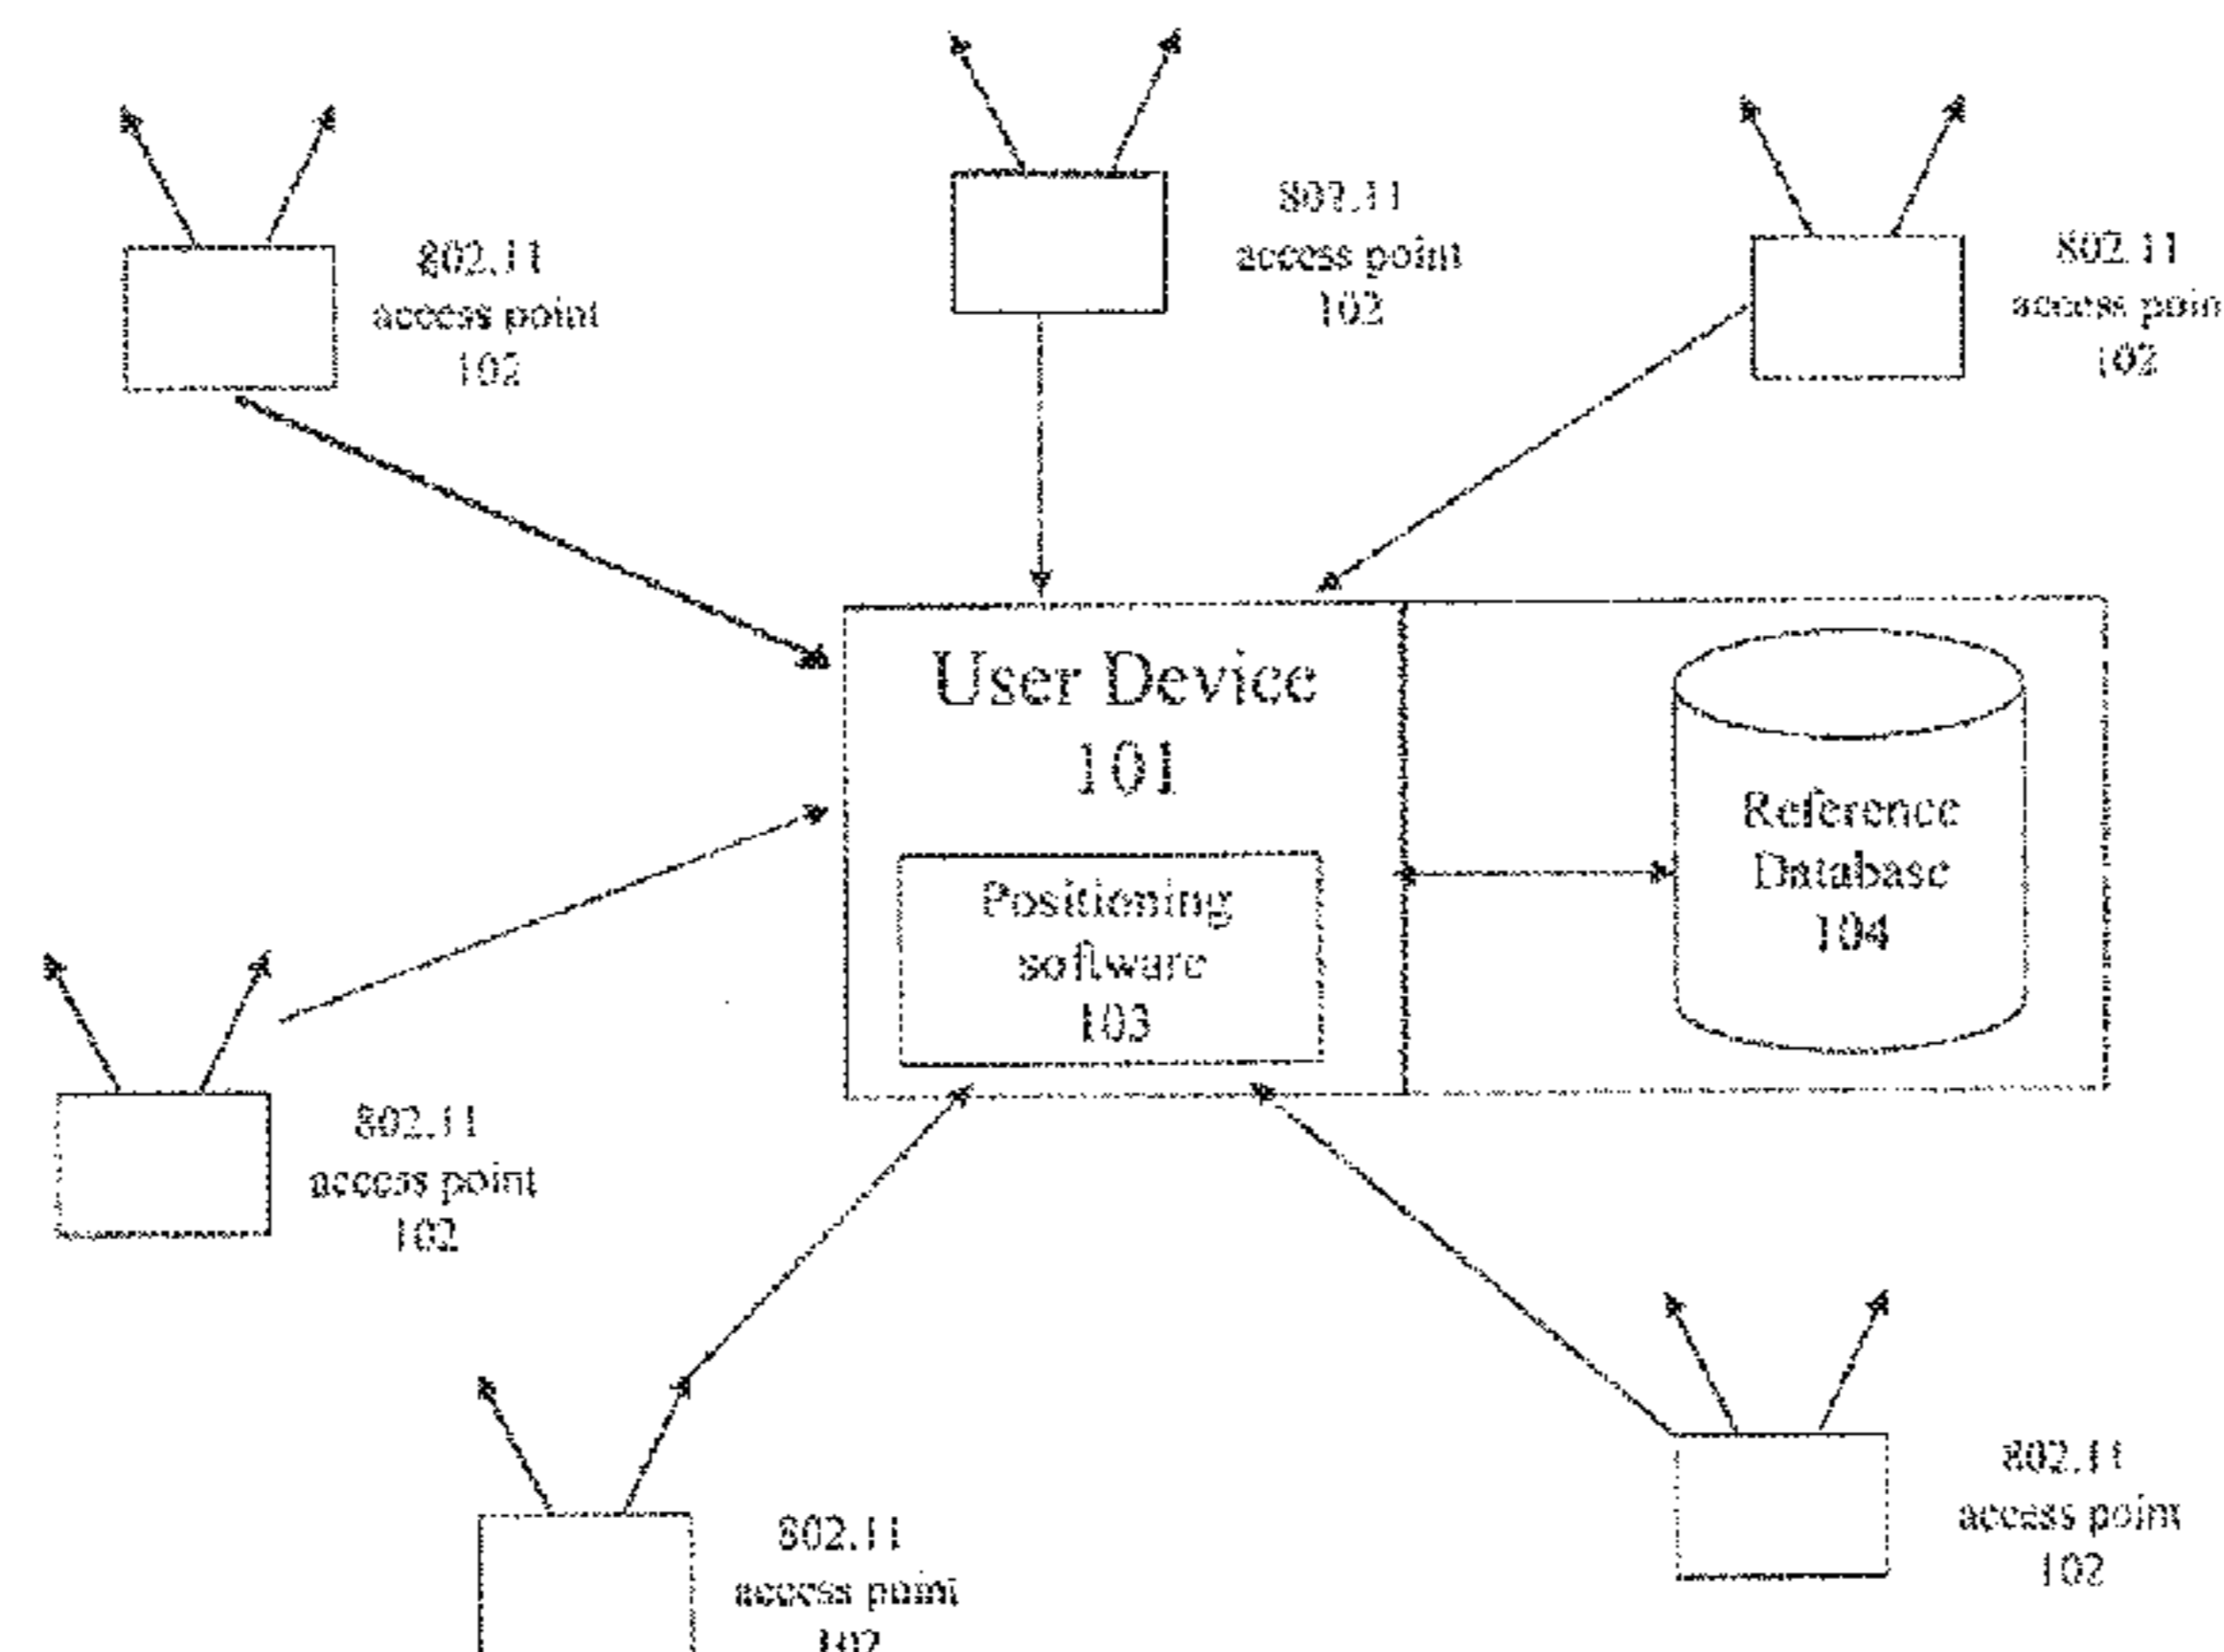 802.11
access point
102
802.11
access point
102
802.11
access poin
102
User Device
101
Reference
Database
104
Positioning
software
103
802.11
access point
102
802.11
access point
102
802.11
access point
102